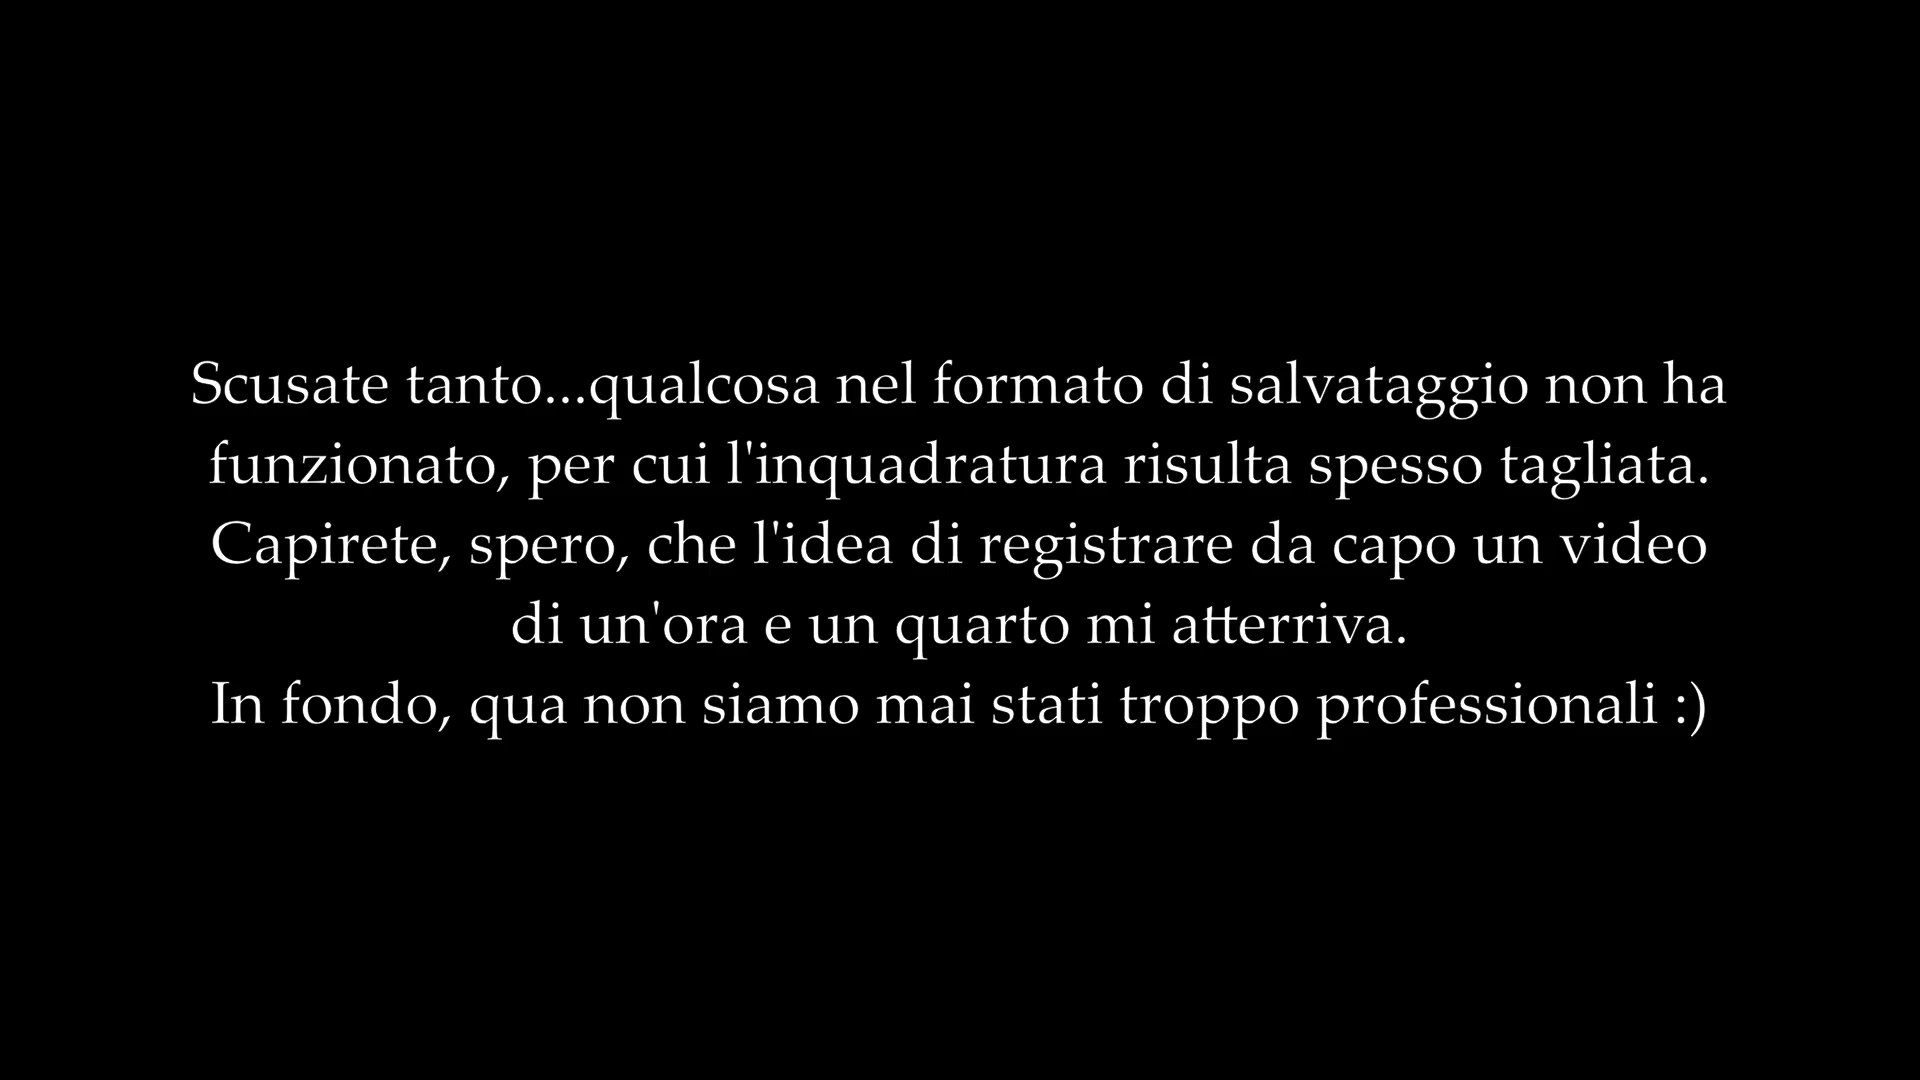 Scusate tanto...qualcosa nel formato di salvataggio non ha
funzionato, per cui l'inquadratura risulta spesso tagliata.
Capirete, spero, che l'idea di registrare da capo un video
di un'ora e un quarto mi atterriva.
In fondo, qua non siamo mai stati troppo professionali :)